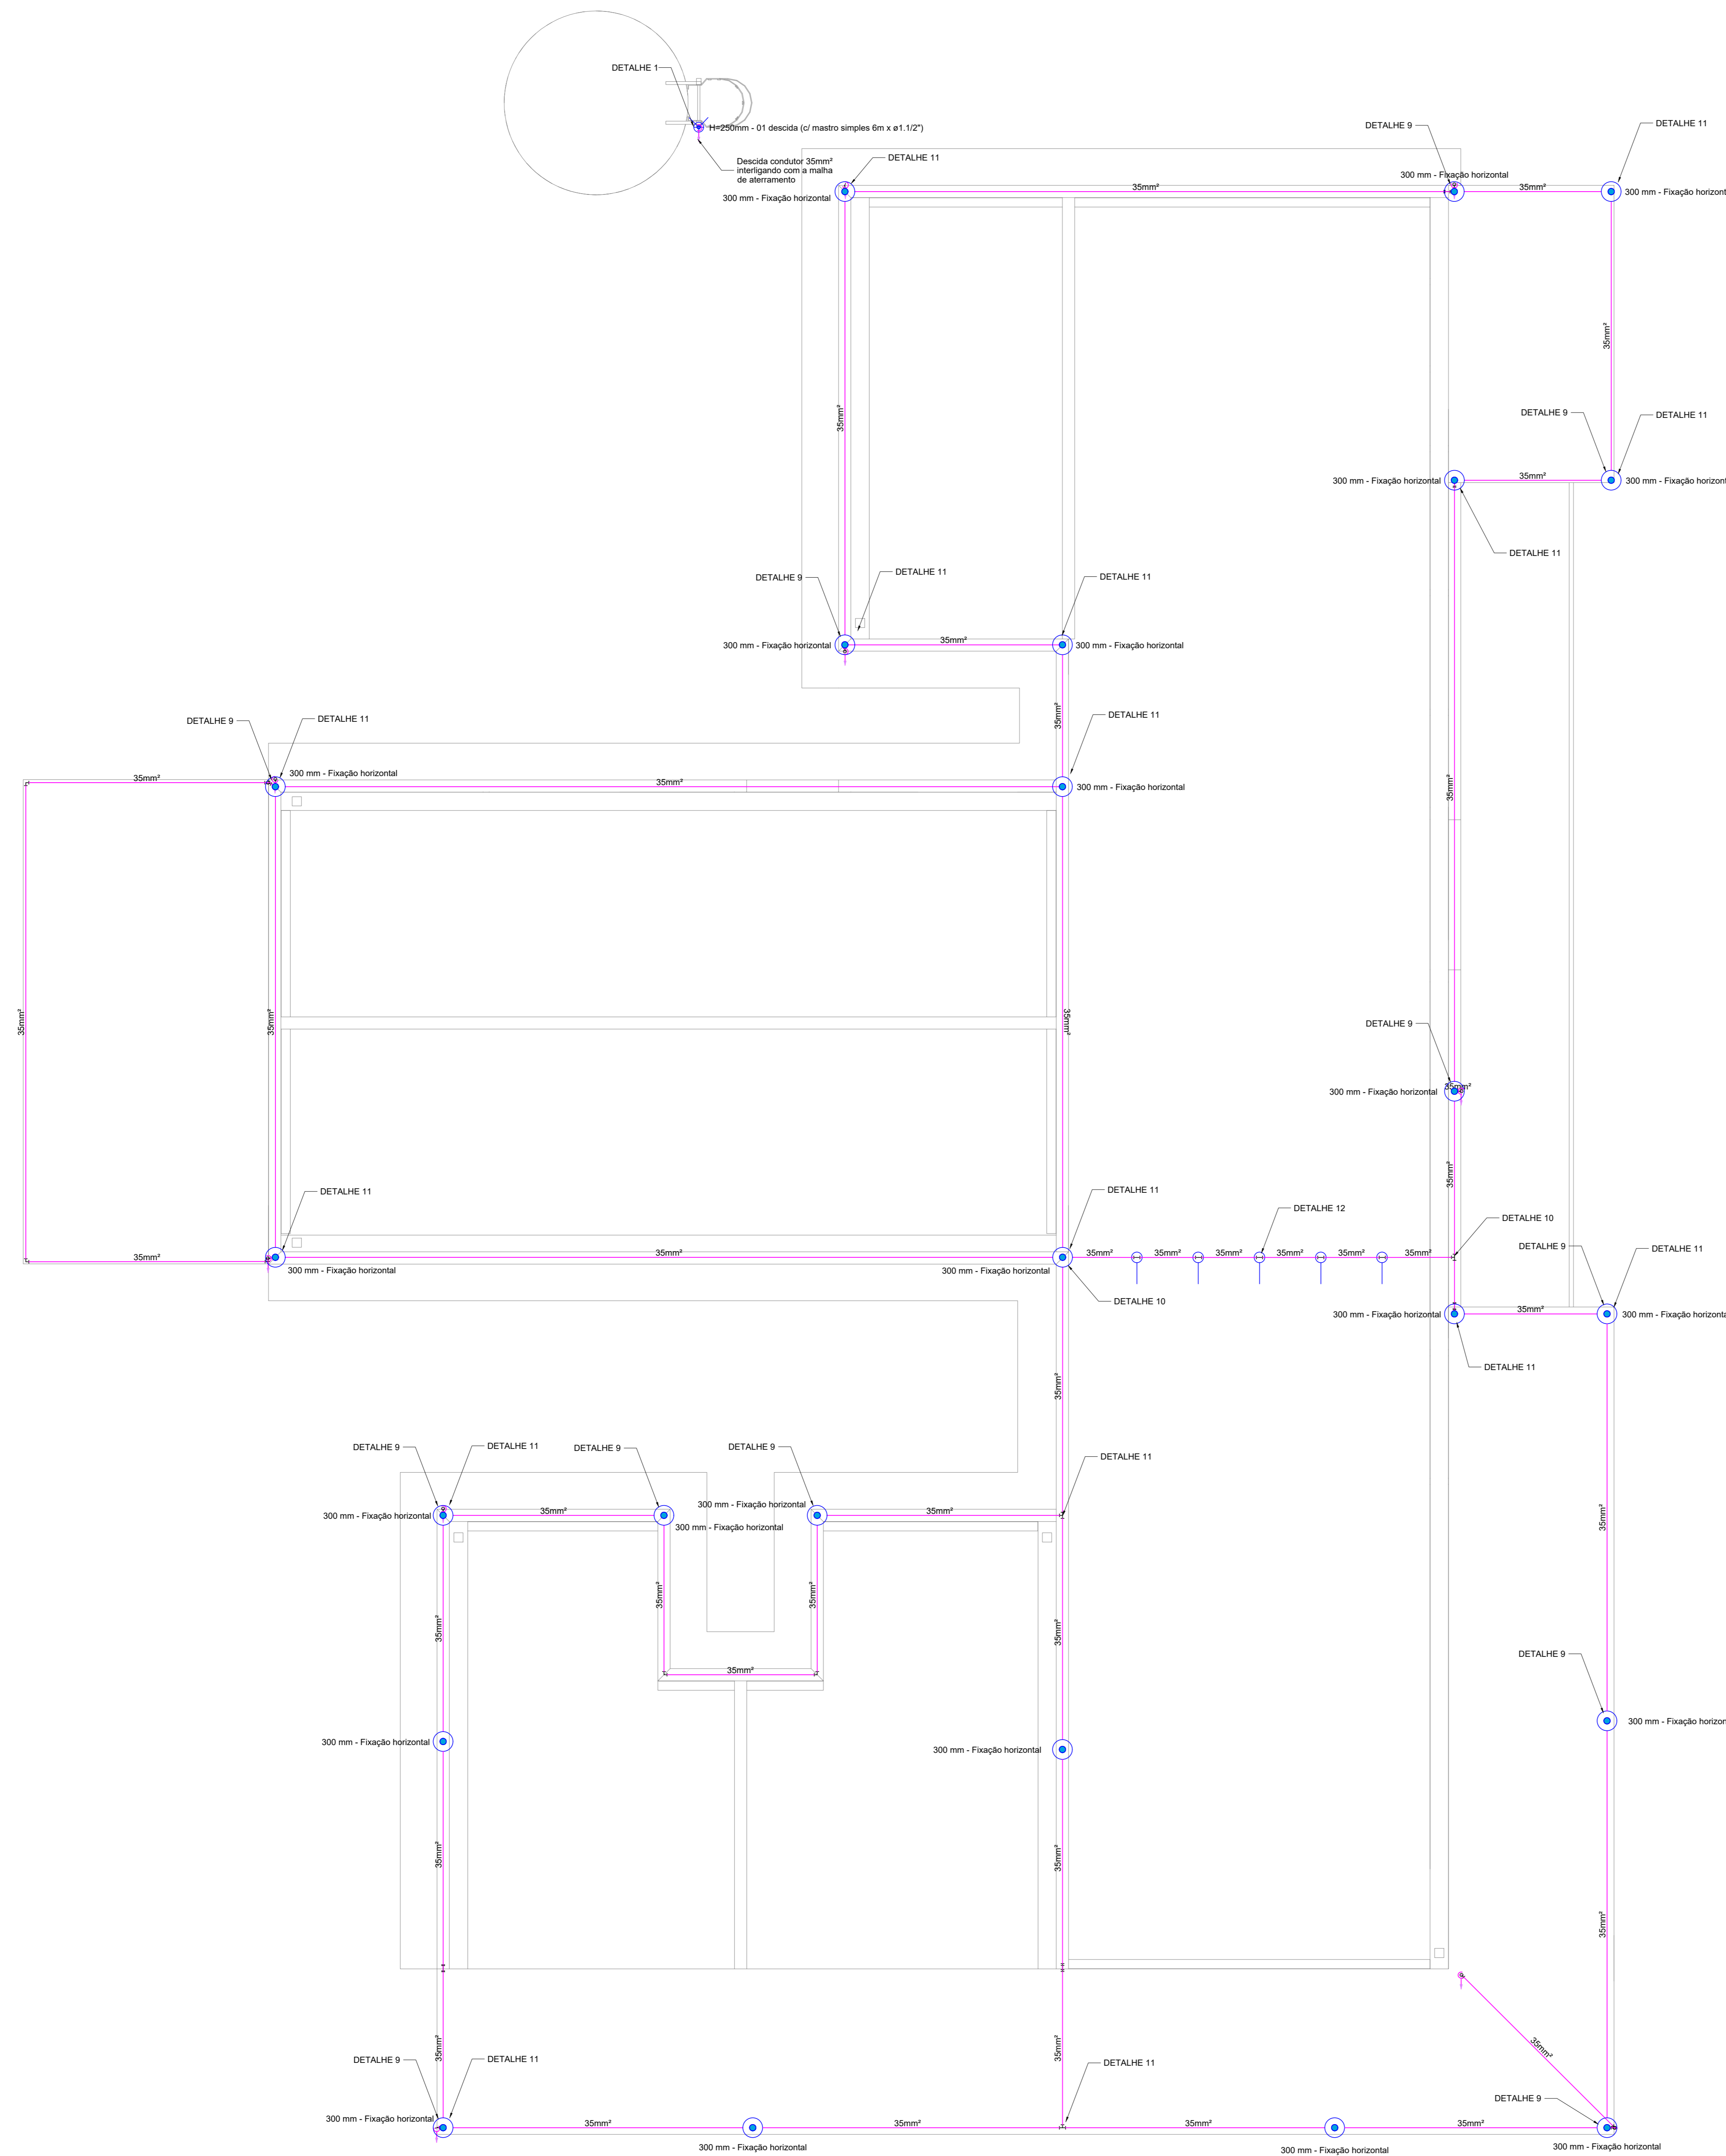 DETALHE 1
H=250mm - 01 descida (c/ mastro simples 6m x ø1.1/2")
Descida condutor 35mm²
interligando com a malha
de aterramento
DETALHE 9
DETALHE 11
DETALHE 11
300 mm - Fixação horizontal
35mm²
35mm²
300 mm - Fixação horizont
300 mm - Fixação horizontal
35mm²
35mm²
DETALHE 9
DETALHE 11
35mm²
300 mm - Fixação horizontal
300 mm - Fixação horizont
DETALHE 11
DETALHE 9
DETALHE 11
DETALHE 11
35mm²
300 mm - Fixação horizontal
300 mm - Fixação horizontal
35mm²
DETALHE 9
DETALHE 11
DETALHE 11
300 mm - Fixação horizontal
35mm²
35mm²
300 mm - Fixação horizontal
35mm²
35mm²
35mm²
35mm²
DETALHE 9
35mm²
300 mm - Fixação horizontal
35mm²
DETALHE 11
DETALHE 11
DETALHE 12
DETALHE 10
DETALHE 9
DETALHE 11
35mm²
35mm²
35mm²
35mm²
35mm²
35mm²
35mm²
35mm²
300 mm - Fixação horizontal
300 mm - Fixação horizontal
DETALHE 10
35mm²
300 mm - Fixação horizontal
300 mm - Fixação horizonta
DETALHE 11
35mm²
DETALHE 9
DETALHE 11
DETALHE 9
DETALHE 9
DETALHE 11
300 mm - Fixação horizontal
35mm²
300 mm - Fixação horizontal
35mm²
300 mm - Fixação horizontal
35mm²
35mm²
35mm²
35mm²
35mm²
35mm²
35mm²
DETALHE 9
300 mm - Fixação horizontal
300 mm - Fixação horizontal
300 mm - Fixação horizon
35mm²
35mm²
35mm²
35mm²
35mm²
35mm²
DETALHE 9
DETALHE 11
DETALHE 11
DETALHE 9
300 mm - Fixação horizontal
35mm²
35mm²
35mm²
35mm²
300 mm - Fixação horizontal
300 mm - Fixação horizontal
300 mm - Fixação horizontal